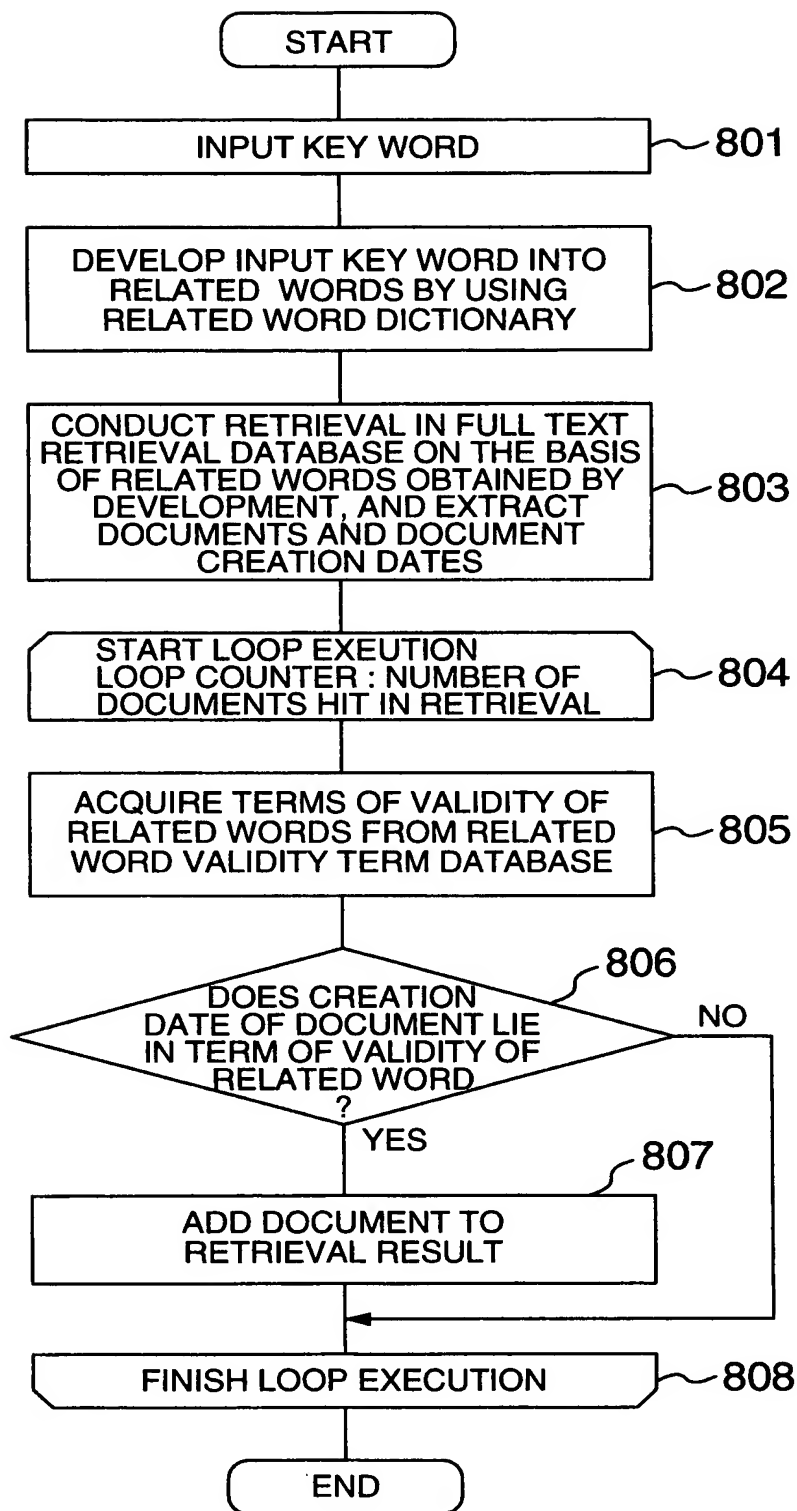 START
INPUT KEY WORD
801
DEVELOP INPUT KEY WORD INTO
RELATED WORDS BY USING
RELATED WORD DICTIONARY
802
CONDUCT RETRIEVAL IN FULL TEXT
RETRIEVAL DATABASE ON THE BASIS
OF RELATED WORDS OBTAINED BY
DEVELOPMENT, AND EXTRACT
DOCUMENTS AND DOCUMENT
CREATION DATES
803
START LOOP EXEUTION
LOOP COUNTER : NUMBER OF
DOCUMENTS HIT IN RETRIEVAL
804
ACQUIRE TERMS OF VALIDITY OF
RELATED WORDS FROM RELATED
WORD VALIDITY TERM DATABASE
805
806
DOES CREATION
DATE OF DOCUMENT LIE
IN TERM OF VALIDITY OF
RELATED WORD
?
NO
YES
807
ADD DOCUMENT TO
RETRIEVAL RESULT
FINISH LOOP EXECUTION
808
END